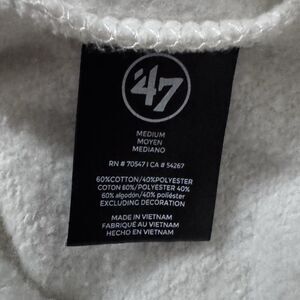 '47
MEDIUM
MOYEN
MEDIANO
RN # 70547 | CA # 54267
60%COTTON/40%POLYESTER
COTON 60%/POLYESTER 40%
60% algodón/40% poliéster
EXCLUDING DECORATION
MADE IN VIETNAM
FABRIQUÉ AU VIETNAM
HECHO EN VIETNAM